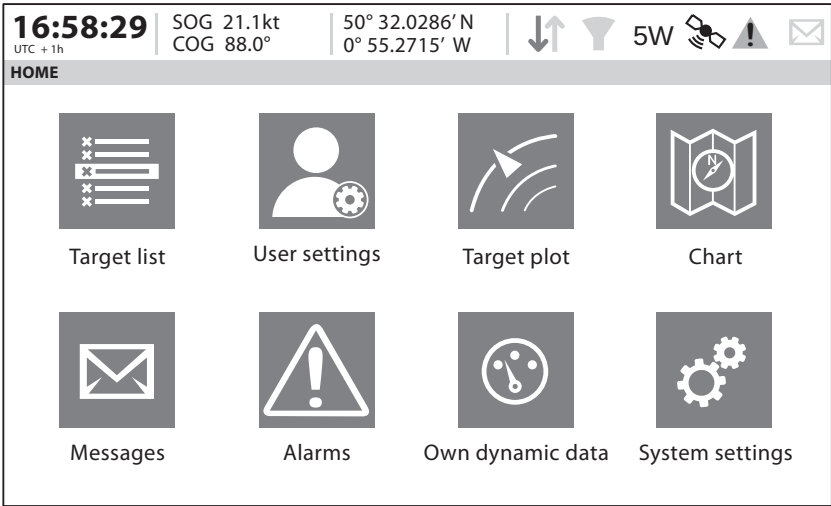 16:58:29
UTC + 1h
SOG 21.1kt
COG 88.0°
50° 32.0286′ N
0° 55.2715′ W
5W
HOME
N
Target list
User settings
Target plot
Chart
Messages
Alarms
Own dynamic data
System settings